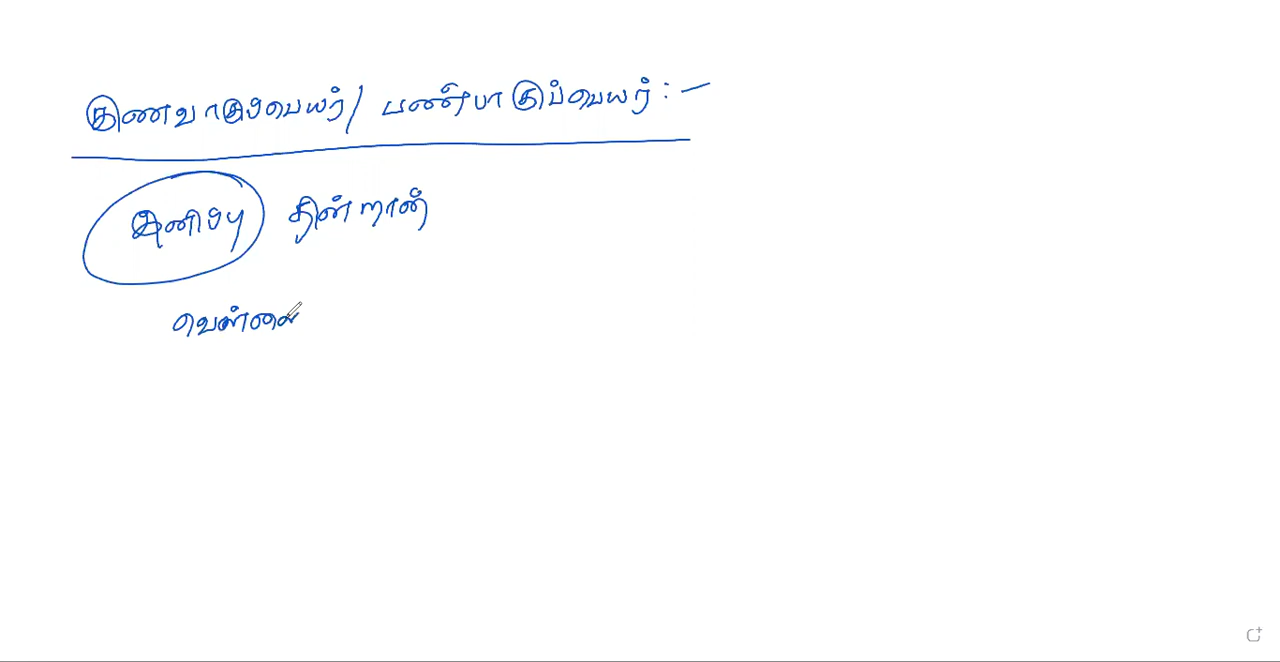 குணவாகுபெயர் / பண்பாகுப்பெயர் : -
இனிப்பு தின்றான்
வெள்ளை